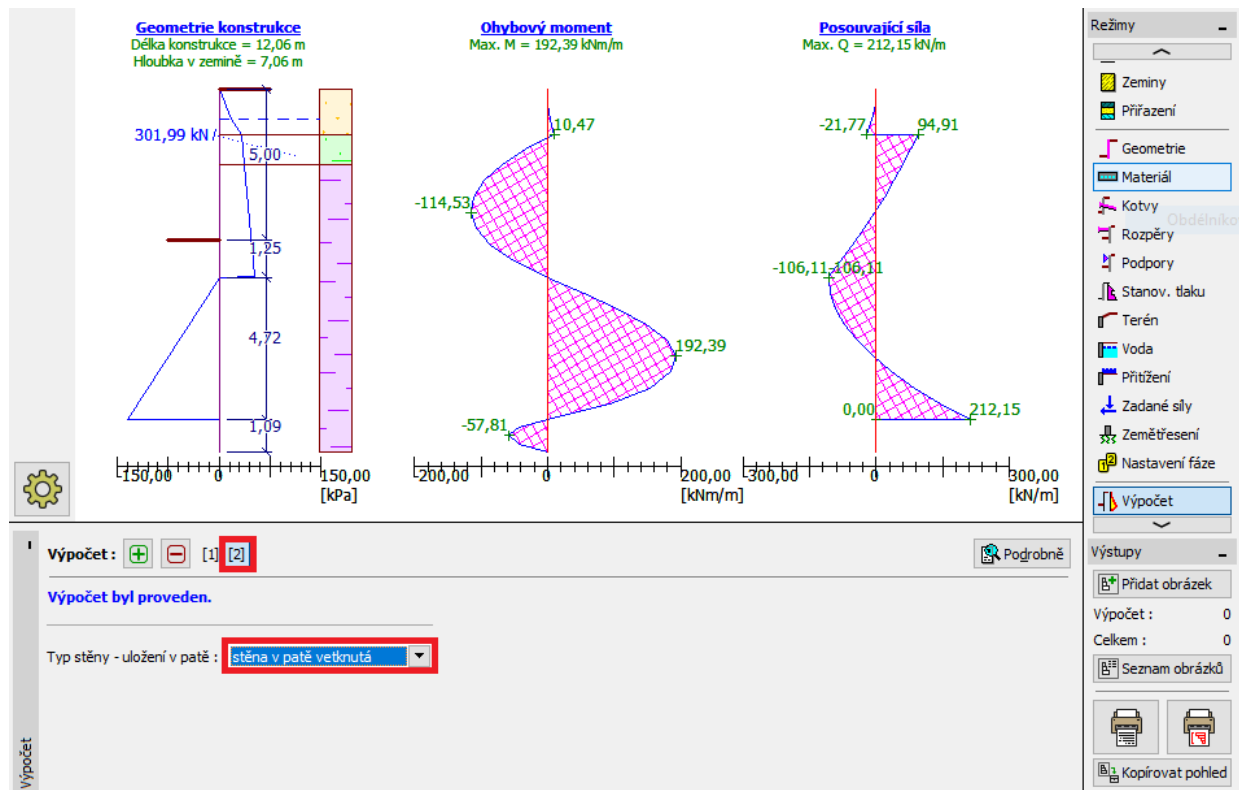 Geometrie konstrukce
Délka konstrukce = 12,06 m
Hloubka v zemině = 7,06 m
301,99 kN
5,00
1,25
4,72
1,09
-150,00 0 150,00
[kPa]
Ohybový moment
Max. M = 192,39 kNm/m
10,47
-114,53
192,39
-57,81
-200,00 0 200,00
[kNm/m]
Posouvající síla
Max. Q = 212,15 kN/m
-21,77 94,91
-106,11-106,11
0,00 212,15
-300,00 0 300,00
[kN/m]
Režimy
Zeminy
Přiřazení
Geometrie
Materiál
Kotvy
Obdélníko
Rozpěry
Podpory
Stanov. tlaku
Terén
Voda
Přitížení
Zadané síly
Zemětřesení
Nastavení fáze
Výpočet
Výpočet : [1] [2]
Podrobně
Výpočet byl proveden.
Typ stěny - uložení v patě : stěna v patě vetknutá
Výpočet
Výstupy
Přidat obrázek
Výpočet : 0
Celkem : 0
Seznam obrázků
Kopírovat pohled